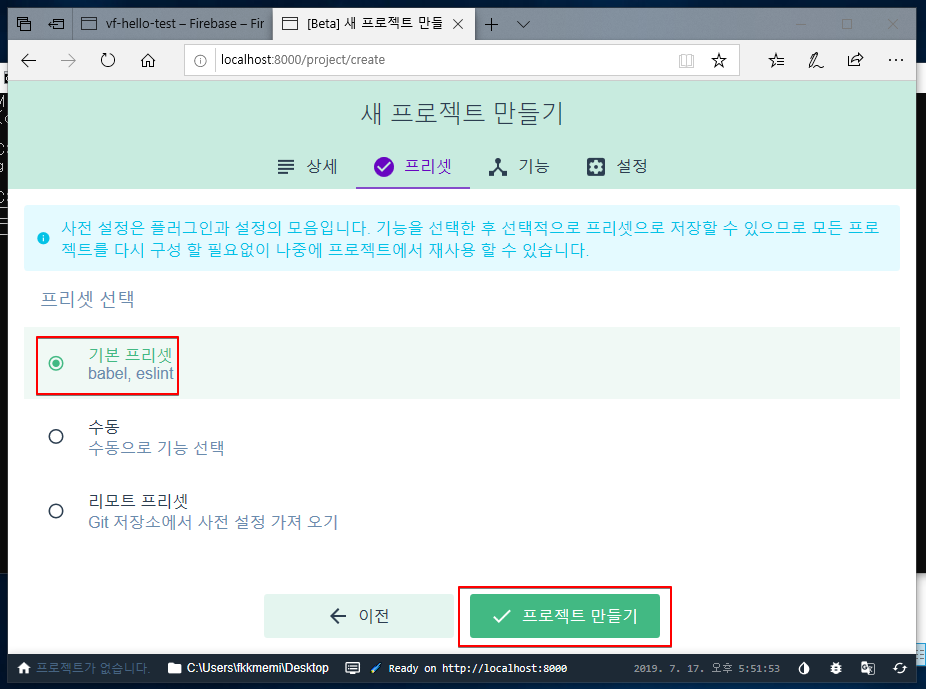 vf-hello-test – Firebase – Fir
[Beta] 새 프로젝트 만들
localhost:8000/project/create
새 프로젝트 만들기
상세 프리셋 기능 설정
사전 설정은 플러그인과 설정의 모음입니다. 기능을 선택한 후 선택적으로 프리셋으로 저장할 수 있으므로 모든 프로
젝트를 다시 구성 할 필요없이 나중에 프로젝트에서 재사용 할 수 있습니다.
프리셋 선택
기본 프리셋
babel, eslint
수동
수동으로 기능 선택
리모트 프리셋
Git 저장소에서 사전 설정 가져 오기
이전
프로젝트 만들기
프로젝트가 없습니다. C:\Users\fkkmemi\Desktop Ready on http://localhost:8000 2019. 7. 17. 오후 5:51:53